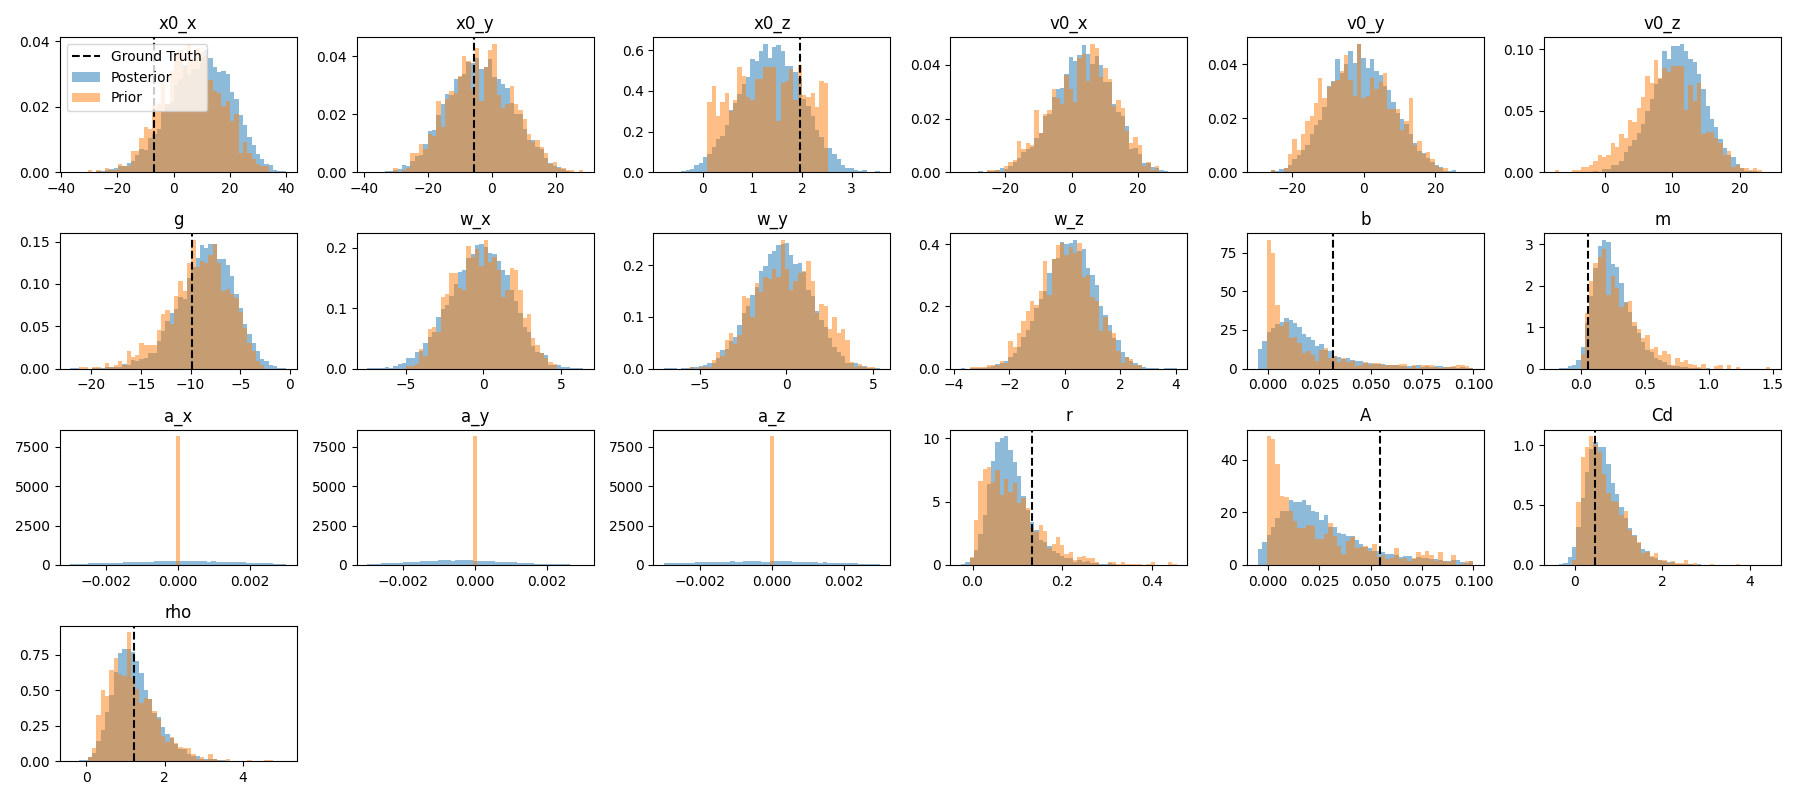 x0_x
x0_y
x0_z
v0_x
v0_y
v0_z
0.04
0.02
0.00
Ground Truth
Posterior
Prior
−40 −20 0 20 40
0.04
0.03
0.02
0.01
0.00
−40 −20 0 20
0.6
0.4
0.2
0.0
0 1 2 3
0.04
0.02
0.00
−20 0 20
0.04
0.02
0.00
−20 0 20
0.10
0.05
0.00
0 10 20
g
w_x
w_y
w_z
b
m
0.15
0.10
0.05
0.00
−20 −15 −10 −5 0
0.2
0.1
0.0
−5 0 5
0.2
0.1
0.0
−5 0 5
0.4
0.2
0.0
−4 −2 0 2 4
75
50
25
0
0.000 0.025 0.050 0.075 0.100
3
2
1
0
0.0 0.5 1.0 1.5
a_x
a_y
a_z
r
A
Cd
7500
5000
2500
0
−0.002 0.000 0.002
7500
5000
2500
0
−0.002 0.000 0.002
7500
5000
2500
0
−0.002 0.000 0.002
10
5
0
0.0 0.2 0.4
40
20
0
0.000 0.025 0.050 0.075 0.100
1.0
0.5
0.0
0 2 4
rho
0.75
0.50
0.25
0.00
0 2 4